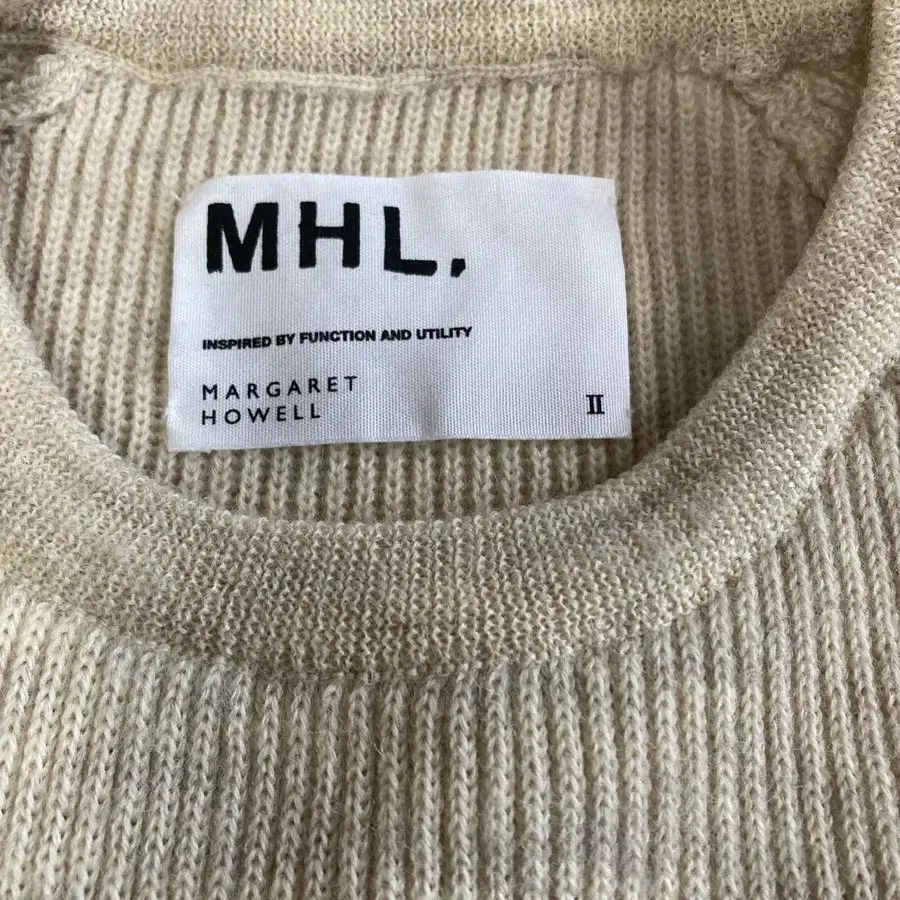 MHL.
INSPIRED BY FUNCTION AND UTILITY
MARGARET
HOWELL
II